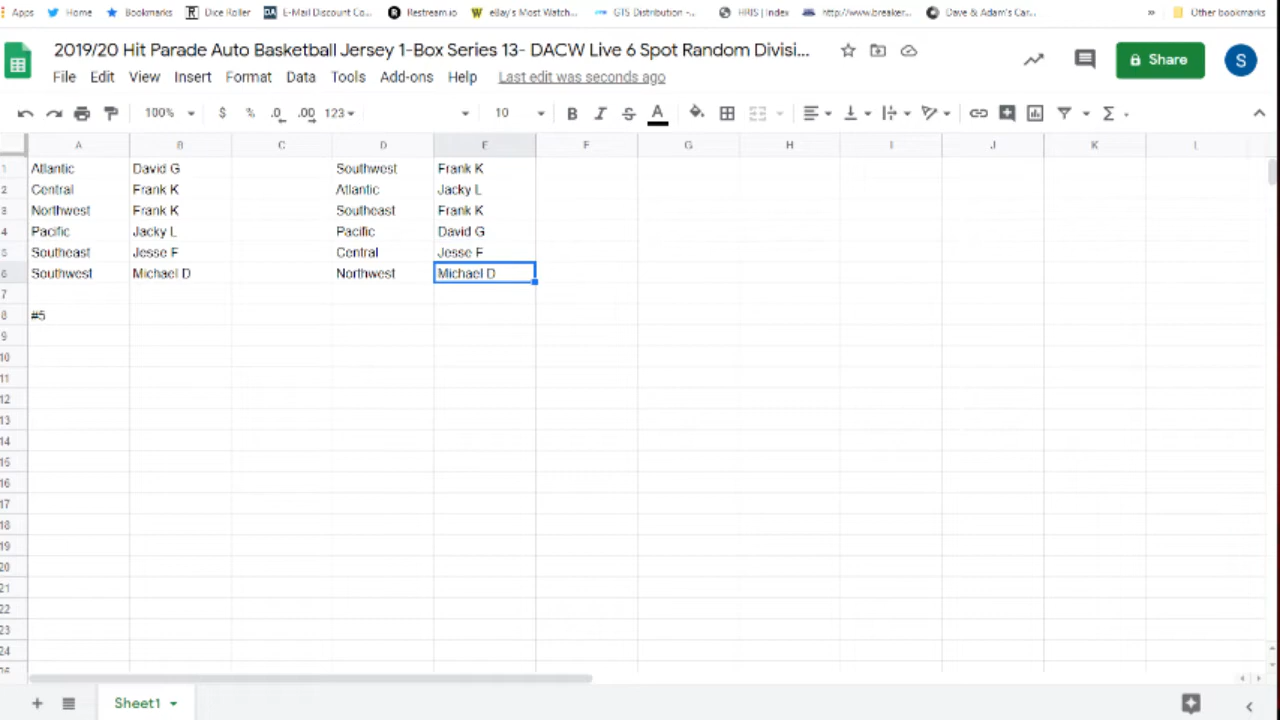 Apps Home Bookmarks Dice Roller E-Mail Discount Co... Restream.io eBay's Most Watch... GTS Distribution -... HRIS | Index http://www.breaker... Dave & Adam's Car... » Other bookmarks
2019/20 Hit Parade Auto Basketball Jersey 1-Box Series 13- DACW Live 6 Spot Random Divisi...
Share
S
File Edit View Insert Format Data Tools Add-ons Help Last edit was seconds ago
100% $ % .0 .00 123 10 B I S A Σ
A B C D E F G H I J K L
1 Atlantic David G Southwest Frank K
2 Central Frank K Atlantic Jacky L
3 Northwest Frank K Southeast Frank K
4 Pacific Jacky L Pacific David G
5 Southeast Jesse F Central Jesse F
6 Southwest Michael D Northwest Michael D
7
8 #5
9
10
11
12
13
14
15
16
17
18
19
20
21
22
23
24
Sheet1